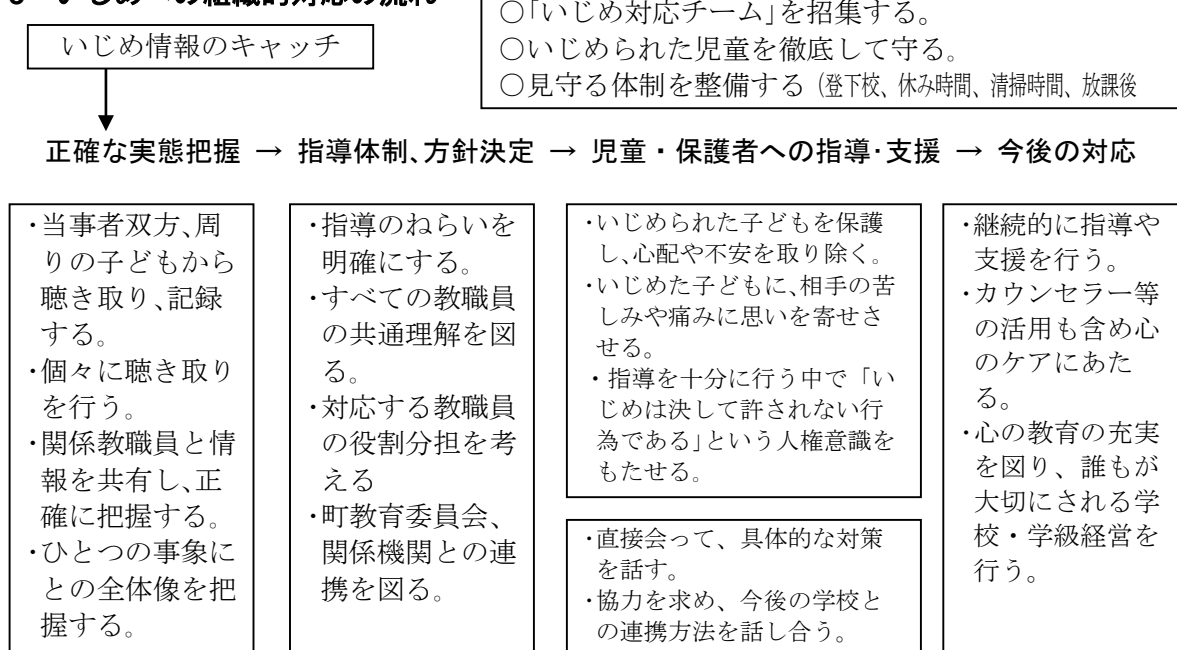 いじめへの組織的対応の流れ
いじめ情報のキャッチ
○「いじめ対応チーム」を招集する。
○いじめられた児童を徹底して守る。
○見守る体制を整備する（登下校、休み時間、清掃時間、放課後
正確な実態把握 → 指導体制、方針決定 → 児童・保護者への指導・支援 → 今後の対応
・当事者双方、周
りの子どもから
聴き取り、記録
する。
・個々に聴き取り
を行う。
・関係教職員と情
報を共有し、正
確に把握する。
・ひとつの事象に
との全体像を把
握する。
・指導のねらいを
明確にする。
・すべての教職員
の共通理解を図
る。
・対応する教職員
の役割分担を考
える
・町教育委員会、
関係機関との連
携を図る。
・いじめられた子どもを保護
し、心配や不安を取り除く。
・いじめた子どもに、相手の苦
しみや痛みに思いを寄せさ
せる。
・指導を十分に行う中で「い
じめは決して許されない行
為である」という人権意識を
もたせる。
・直接会って、具体的な対策
を話す。
・協力を求め、今後の学校と
の連携方法を話し合う。
・継続的に指導や
支援を行う。
・カウンセラー等
の活用も含め心
のケアにあた
る。
・心の教育の充実
を図り、誰もが
大切にされる学
校・学級経営を
行う。